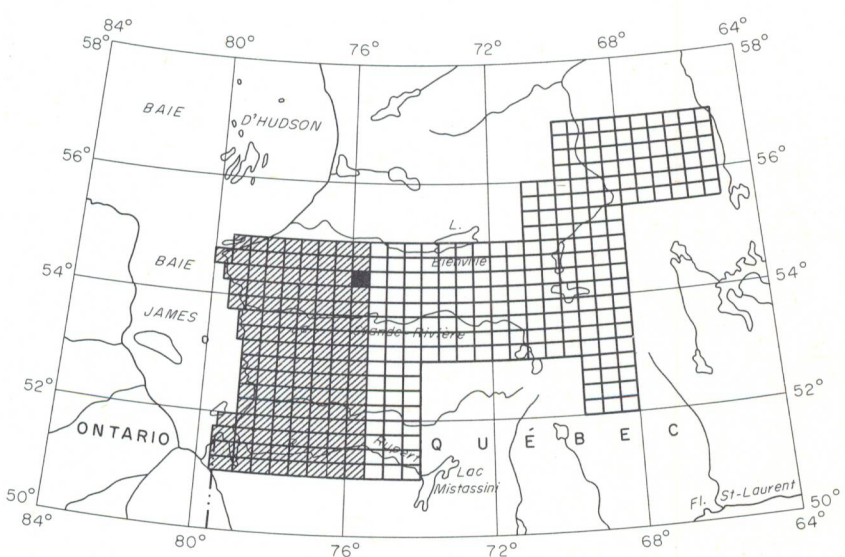 84° 80° 76° 72° 68° 64°
58° 58°
BAIE
D'HUDSON
56° 56°
L.
Bienville
BAIE
54° 54°
JAMES
Grande-Rivière
52° 52°
ONTARIO
Rupert
QUÉBEC
Lac
Mistassini
Fl. St-Laurent
50° 50°
84° 80° 76° 72° 68° 64°